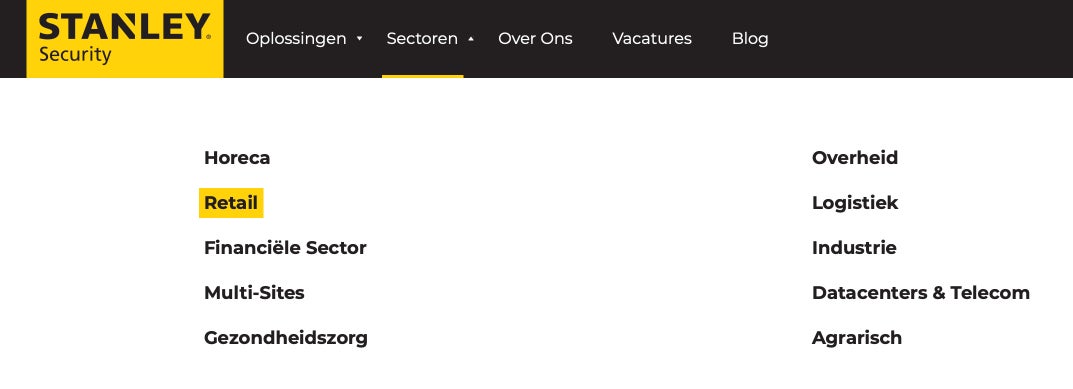 STANLEY®
Security
Oplossingen ▾ Sectoren ▴ Over Ons Vacatures Blog
Horeca
Retail
Financiële Sector
Multi-Sites
Gezondheidszorg
Overheid
Logistiek
Industrie
Datacenters & Telecom
Agrarisch